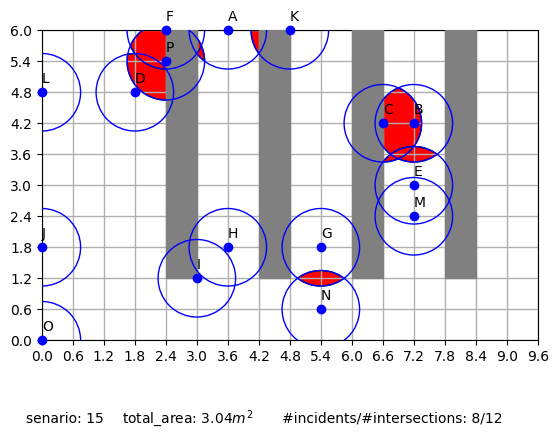 F A K
6.0
P
5.4
L D
4.8
C B
4.2
3.6
E
3.0
M
2.4
J H G
1.8
I
1.2
N
0.6
O
0.0
0.0 0.6 1.2 1.8 2.4 3.0 3.6 4.2 4.8 5.4 6.0 6.6 7.2 7.8 8.4 9.0 9.6
senario: 15 total_area: 3.04m² #incidents/#intersections: 8/12